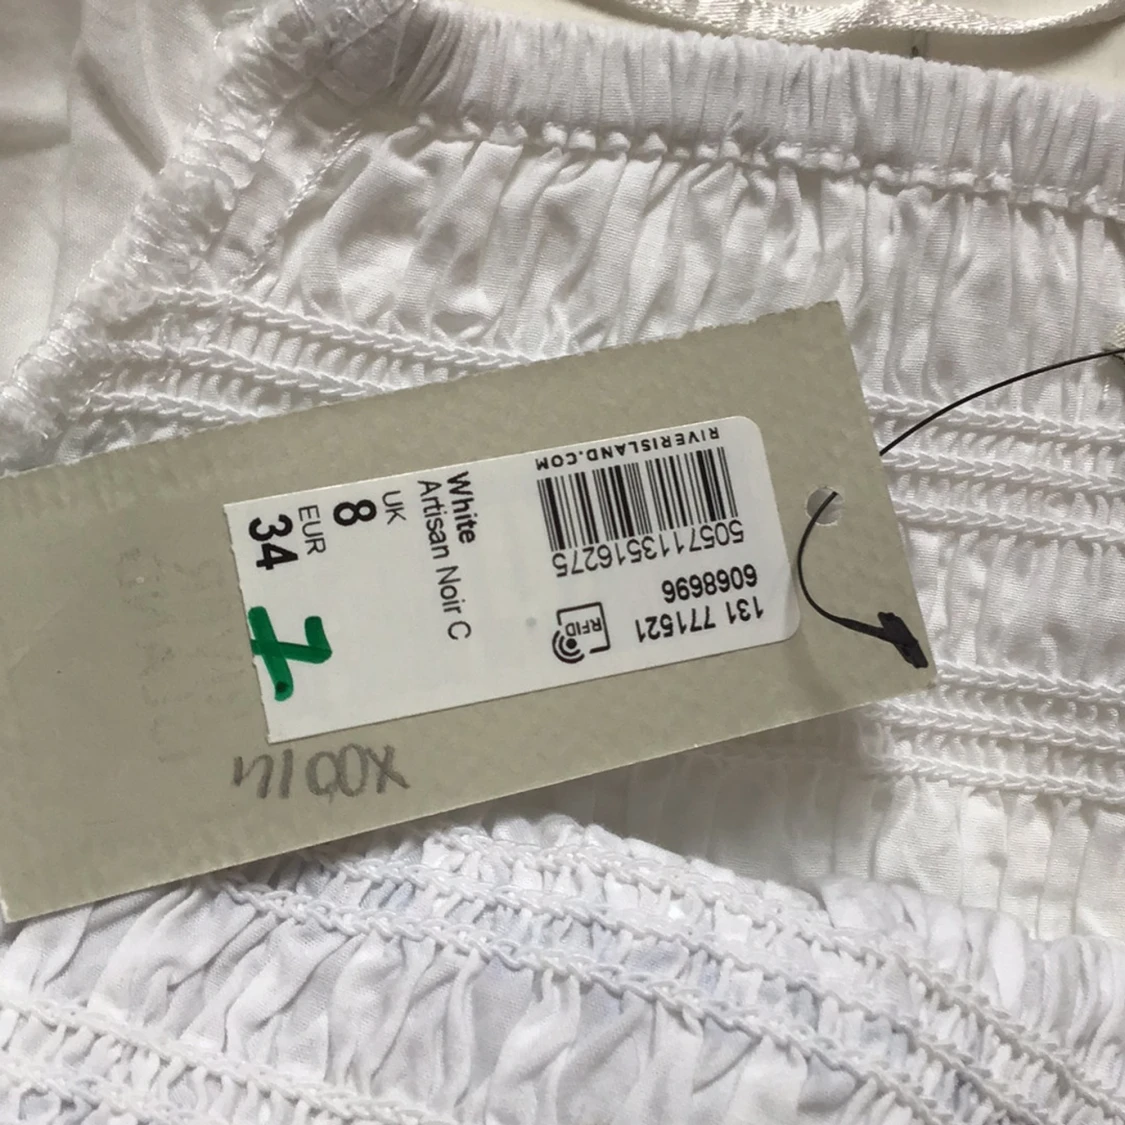 RIVERISLAND.COM
5057113516275
6068696
131 771521
RFID
White
Artisan Noir C
UK
8
EUR
34